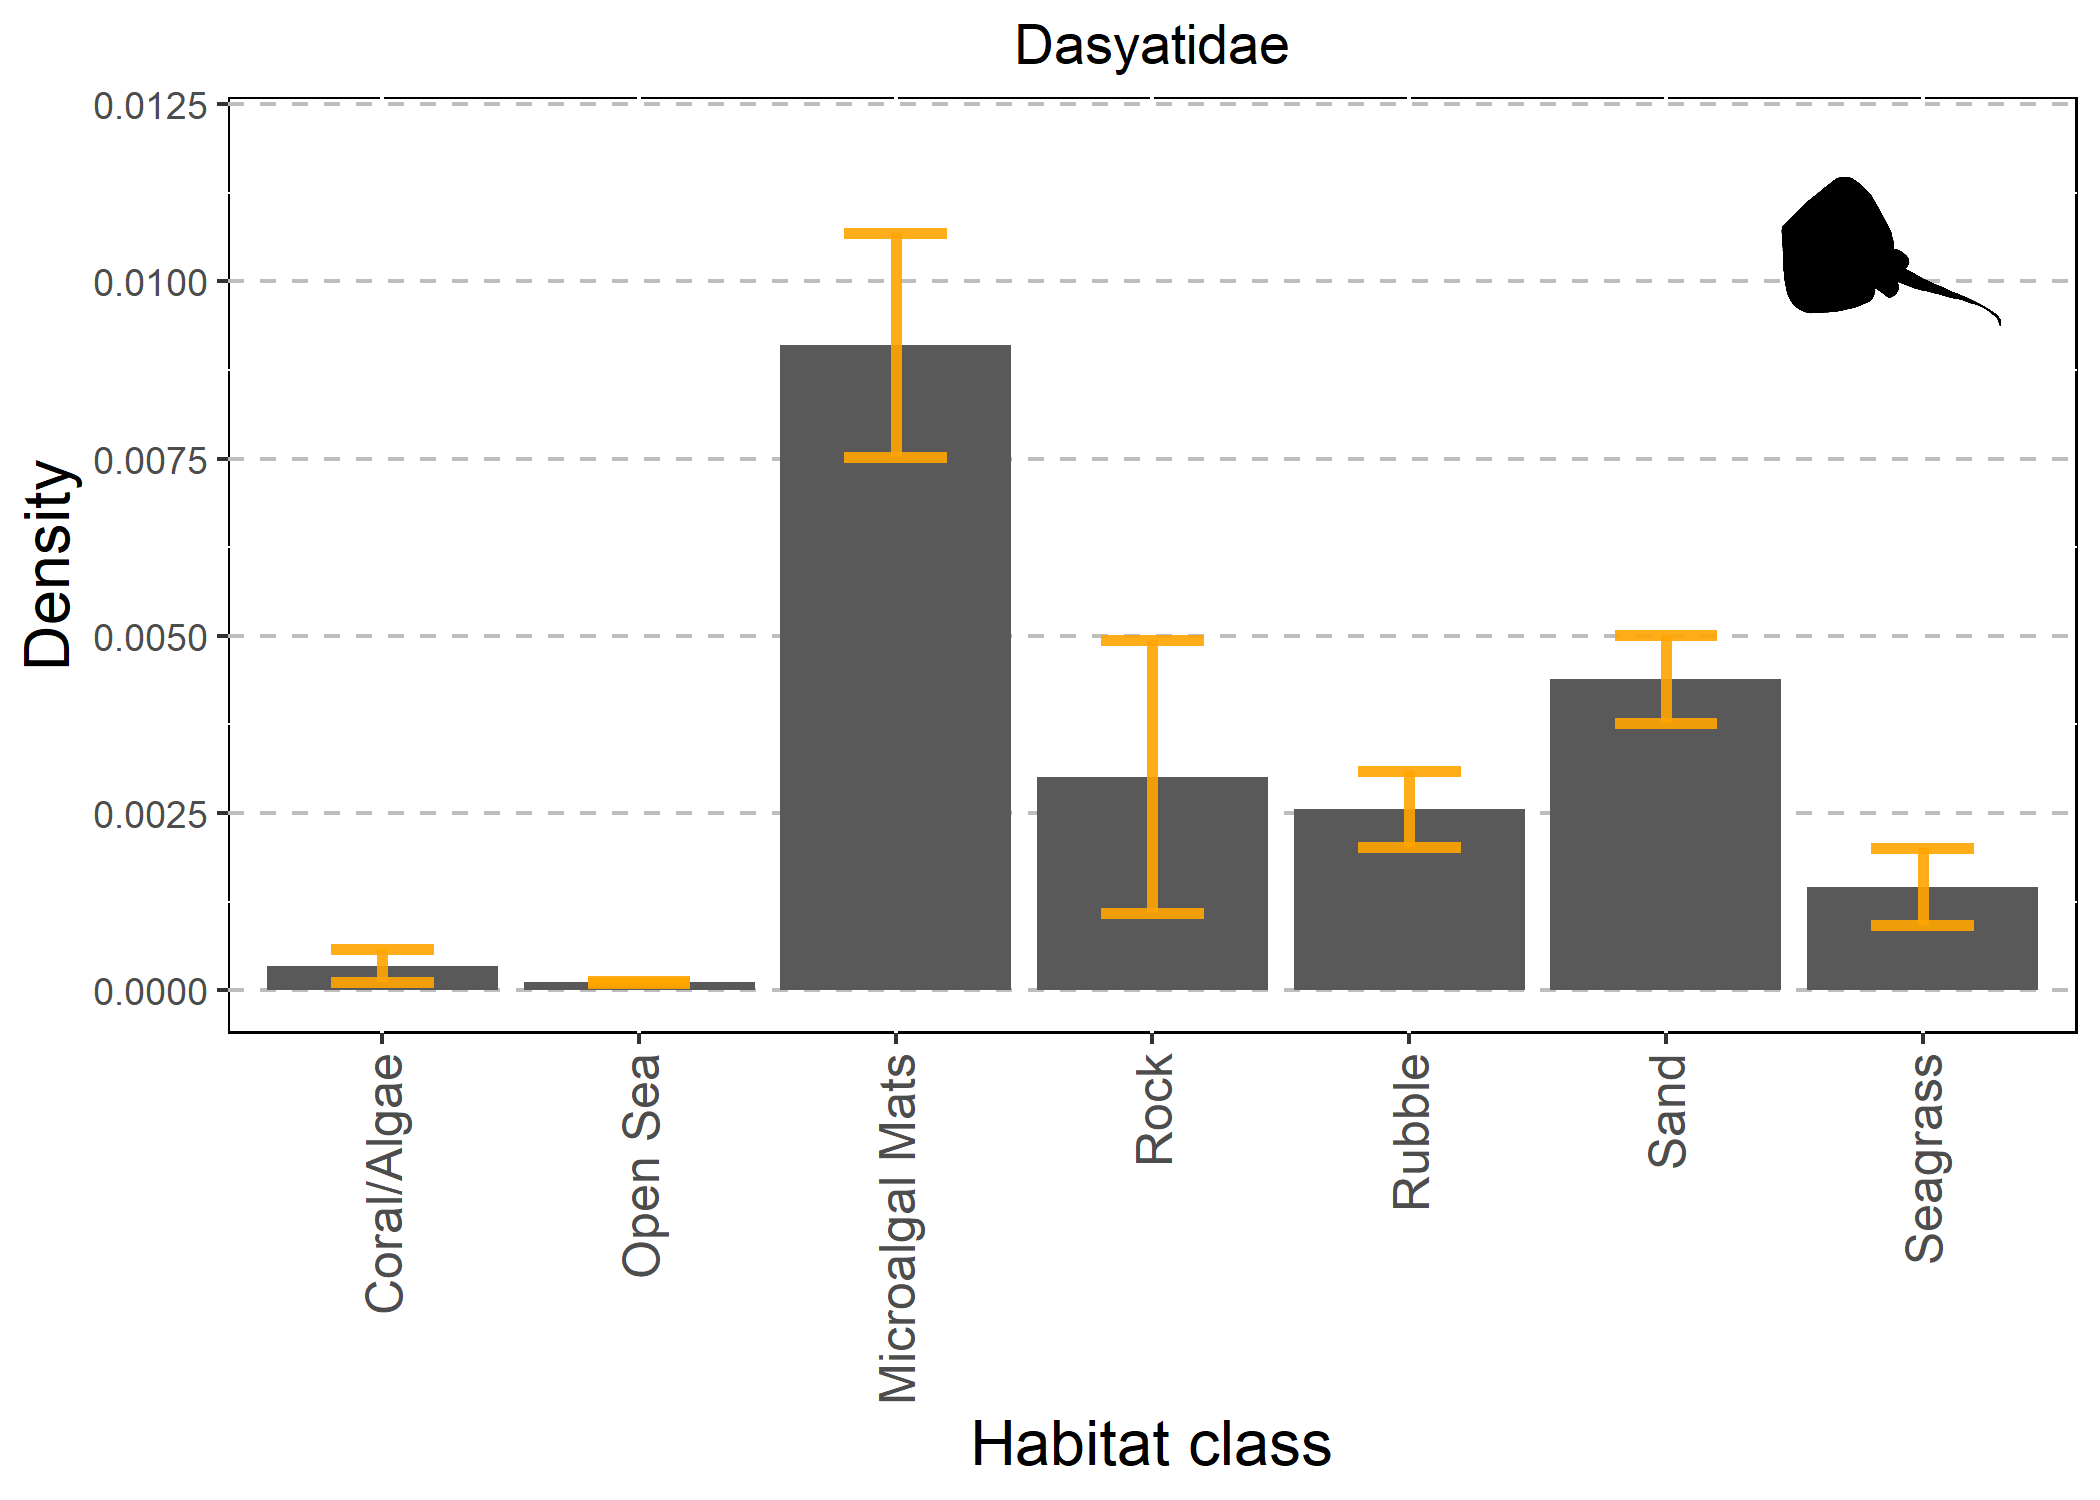 Dasyatidae
0.0125
0.0100
0.0075
0.0050
0.0025
0.0000
Density
Coral/Algae
Open Sea
Microalgal Mats
Rock
Rubble
Sand
Seagrass
Habitat class